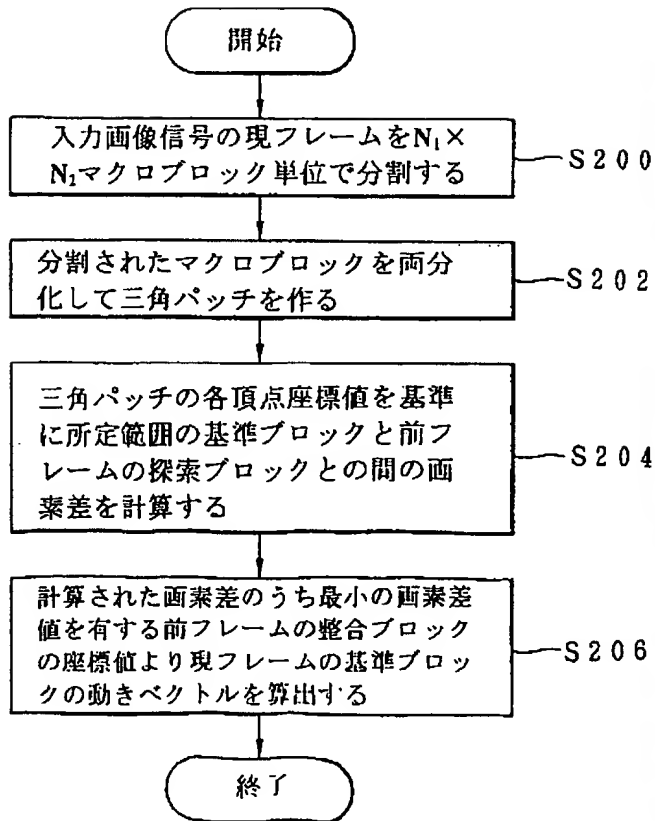 開始
入力画像信号の現フレームをN₁×
N₂マクロブロック単位で分割する
S200
分割されたマクロブロックを両分
化して三角パッチを作る
S202
三角パッチの各頂点座標値を基準
に所定範囲の基準ブロックと前フ
レームの探索ブロックとの間の画
素差を計算する
S204
計算された画素差のうち最小の画素差
値を有する前フレームの整合ブロック
の座標値より現フレームの基準ブロッ
クの動きベクトルを算出する
S206
終了